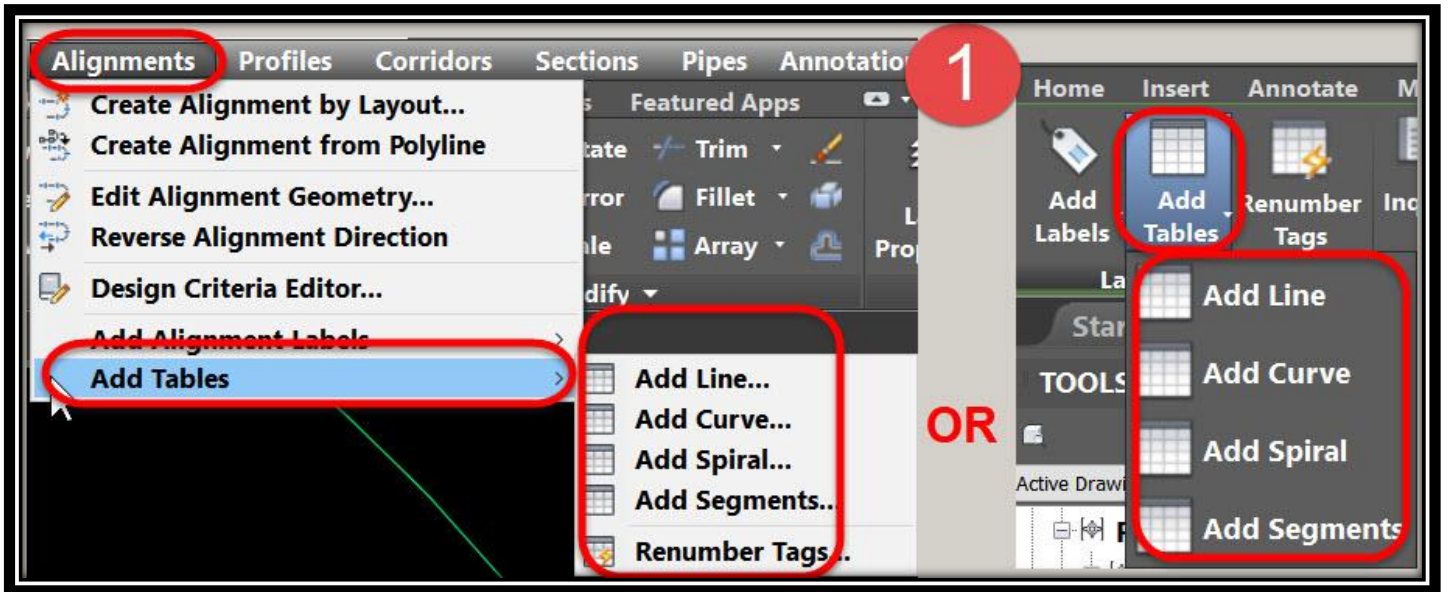 Alignments Profiles Corridors Sections Pipes Annotatio
Create Alignment by Layout...
Create Alignment from Polyline
Edit Alignment Geometry...
Reverse Alignment Direction
Design Criteria Editor...
Add Alignment Labels
Add Tables
Featured Apps
Trim
Fillet
Array
Add Line...
Add Curve...
Add Spiral...
Add Segments...
Renumber Tags...
1
OR
Home Insert Annotate M
Add Labels
Add Tables
Renumber Tags
Add Line
Add Curve
Add Spiral
Add Segments
Star
TOOLS
Active Drawi